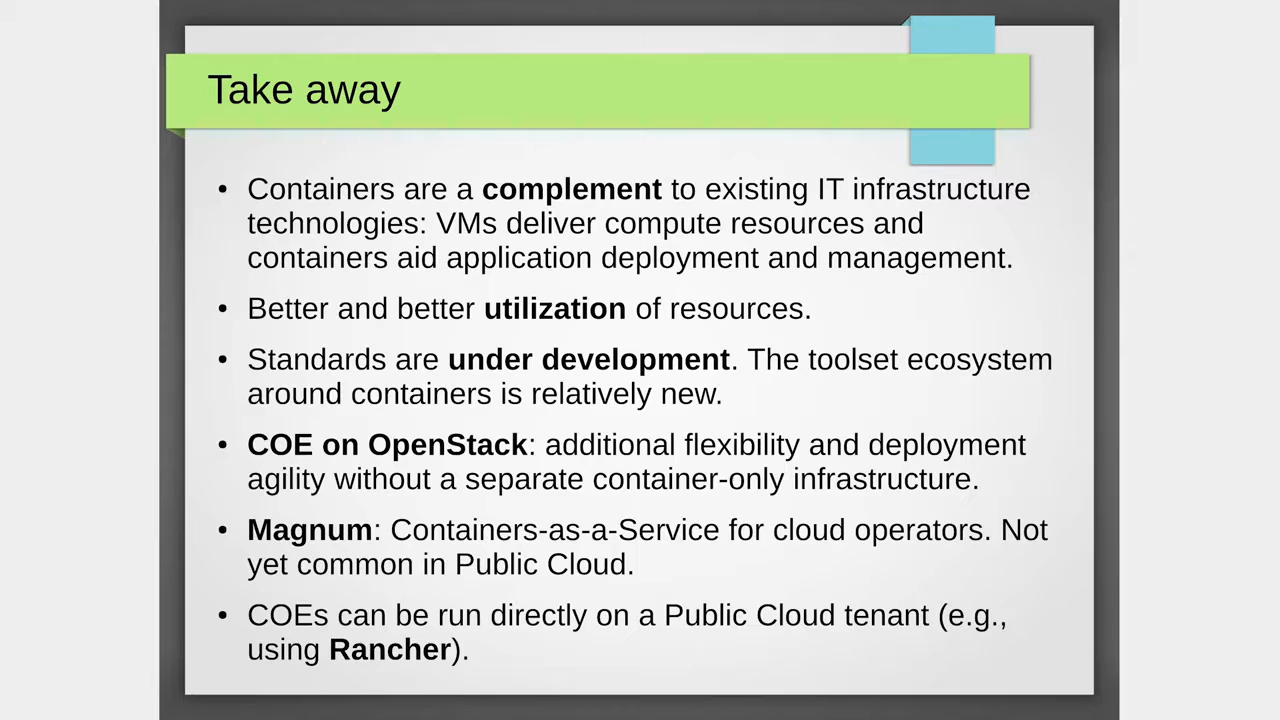 Take away
• Containers are a complement to existing IT infrastructure
technologies: VMs deliver compute resources and
containers aid application deployment and management.
• Better and better utilization of resources.
• Standards are under development. The toolset ecosystem
around containers is relatively new.
• COE on OpenStack: additional flexibility and deployment
agility without a separate container-only infrastructure.
• Magnum: Containers-as-a-Service for cloud operators. Not
yet common in Public Cloud.
• COEs can be run directly on a Public Cloud tenant (e.g.,
using Rancher).